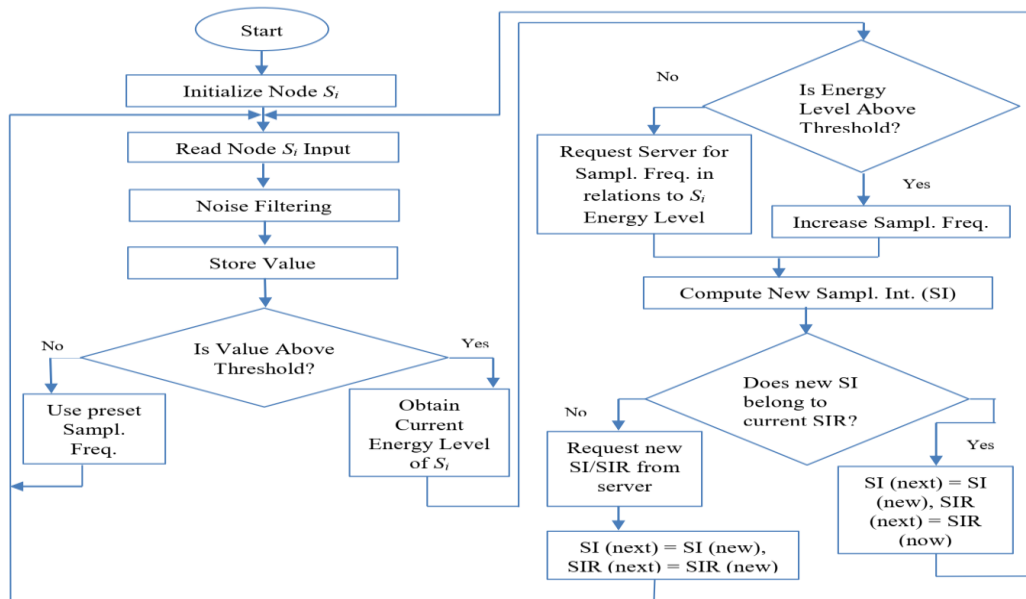 Start
Initialize Node Si
Read Node Si Input
Noise Filtering
Store Value
Is Value Above
Threshold?
No
Yes
Use preset
Sampl.
Freq.
Obtain
Current
Energy Level
of Si
Is Energy
Level Above
Threshold?
No
Yes
Request Server for
Sampl. Freq. in
relations to Si
Energy Level
Increase Sampl. Freq.
Compute New Sampl. Int. (SI)
Does new SI
belong to
current SIR?
No
Yes
Request new
SI/SIR from
server
SI (next) = SI (new),
SIR (next) = SIR (new)
SI (next) = SI
(new), SIR
(next) = SIR
(now)